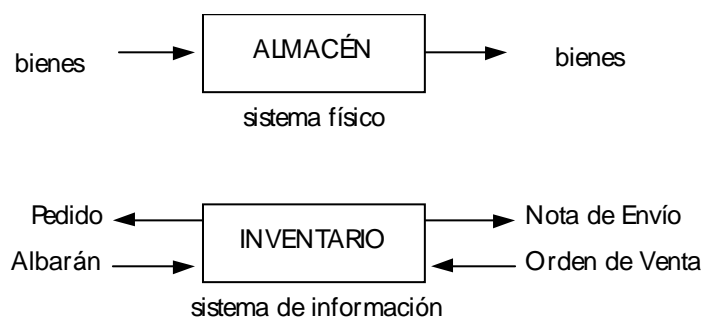 bienes ALMACÉN bienes
sistema físico
Pedido INVENTARIO Nota de Envío
Albarán Orden de Venta
sistema de información